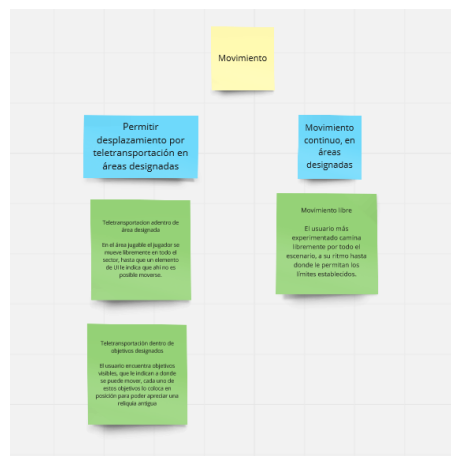 Movimiento
Permitir
desplazamiento por
teletransportación en
áreas designadas
Movimiento
continuo, en
áreas
designadas
Teletransportacion adentro de
área designada
En el área jugable el jugador se
mueve libremente en todo el
sector, hasta que un elemento
de UI le indica que ahí no es
posible moverse.
Movimiento libre
El usuario más
experimentado camina
libremente por todo el
escenario, a su ritmo hasta
donde le permitan los
límites establecidos.
Teletransportación dentro de
objetivos designados
El usuario encuentra objetivos
visibles, que le indican a donde
se puede mover, cada uno de
estos objetivos lo coloca en
posición para poder apreciar una
reliquia antigua